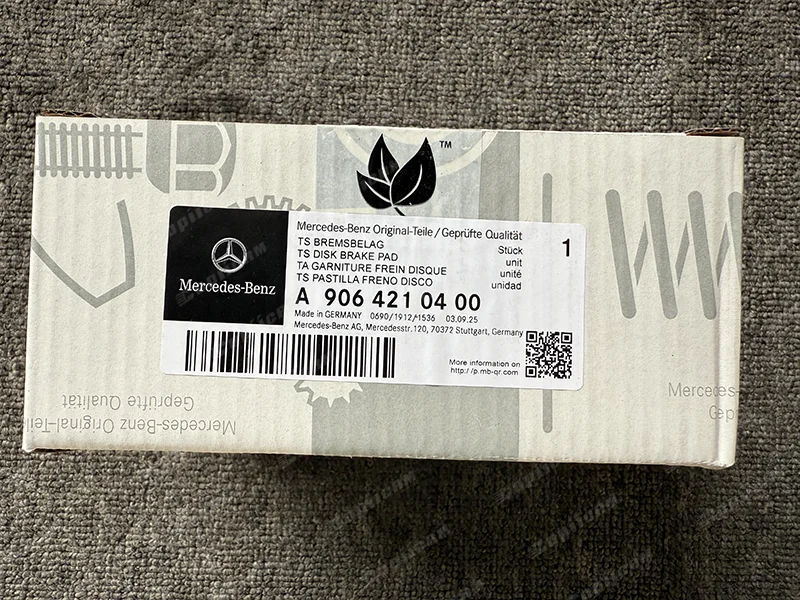 TM
Mercedes-Benz Original-Teile/Geprüfte Qualität
TS BREMSBELAG
TS DISK BRAKE PAD
TA GARNITURE FREIN DISQUE
TS PASTILLA FRENO DISCO
Stück
unit
unité
unidad
1
Mercedes-Benz
A 906 421 04 00
Made in GERMANY 0690/1912/*1536 03.09.25
Mercedes-Benz AG, Mercedesstr.120, 70372 Stuttgart, Germany
More information on
http://p.mb-qr.com
Mercedes-
Gep
Mercedes-Benz Original-Teil
Geprüfte Qualität